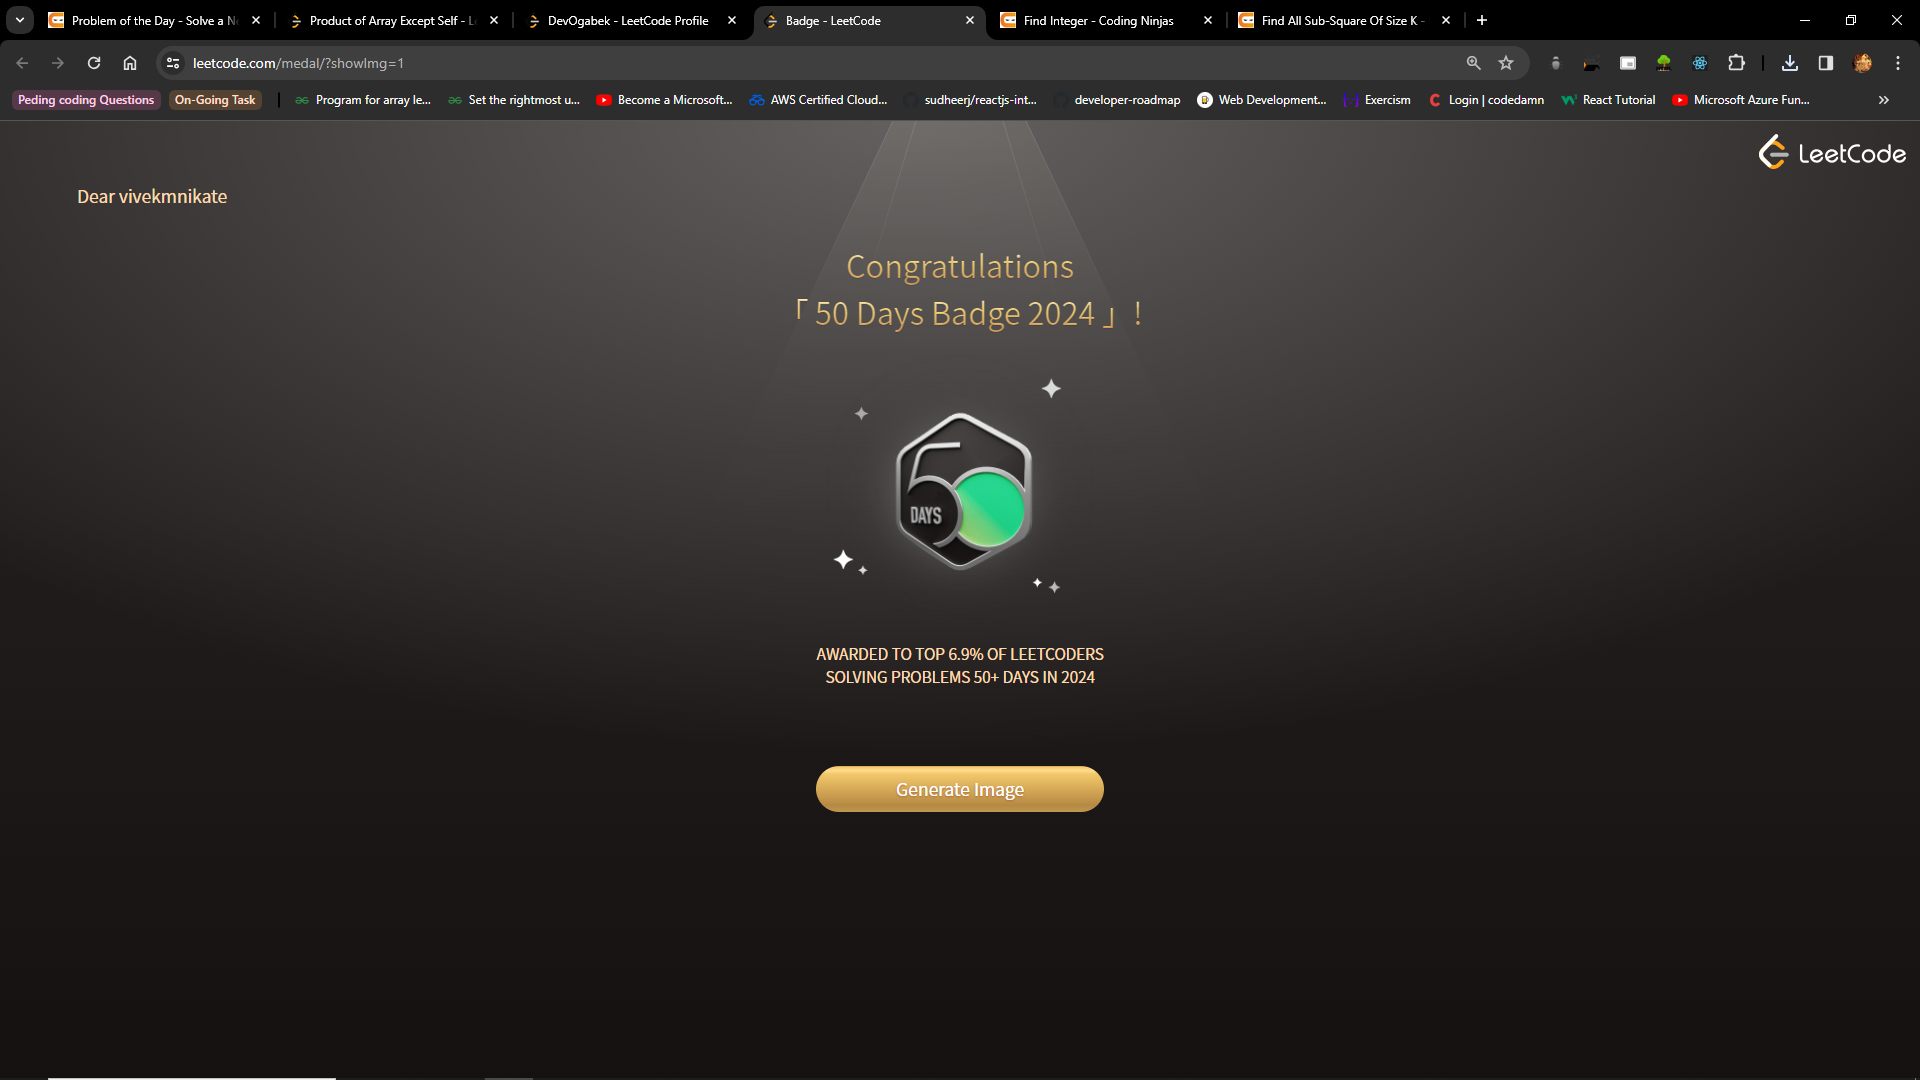 Problem of the Day - Solve a N
Product of Array Except Self - L
DevOgabek - LeetCode Profile
Badge - LeetCode
Find Integer - Coding Ninjas
Find All Sub-Square Of Size K -
leetcode.com/medal/?showImg=1
Peding coding Questions
On-Going Task
Program for array le...
Set the rightmost u...
Become a Microsoft...
AWS Certified Cloud...
sudheerj/reactjs-int...
developer-roadmap
Web Development...
Exercism
Login | codedamn
React Tutorial
Microsoft Azure Fun...
LeetCode
Dear vivekmnikate
Congratulations
「 50 Days Badge 2024 」 !
50
DAYS
AWARDED TO TOP 6.9% OF LEETCODERS
SOLVING PROBLEMS 50+ DAYS IN 2024
Generate Image